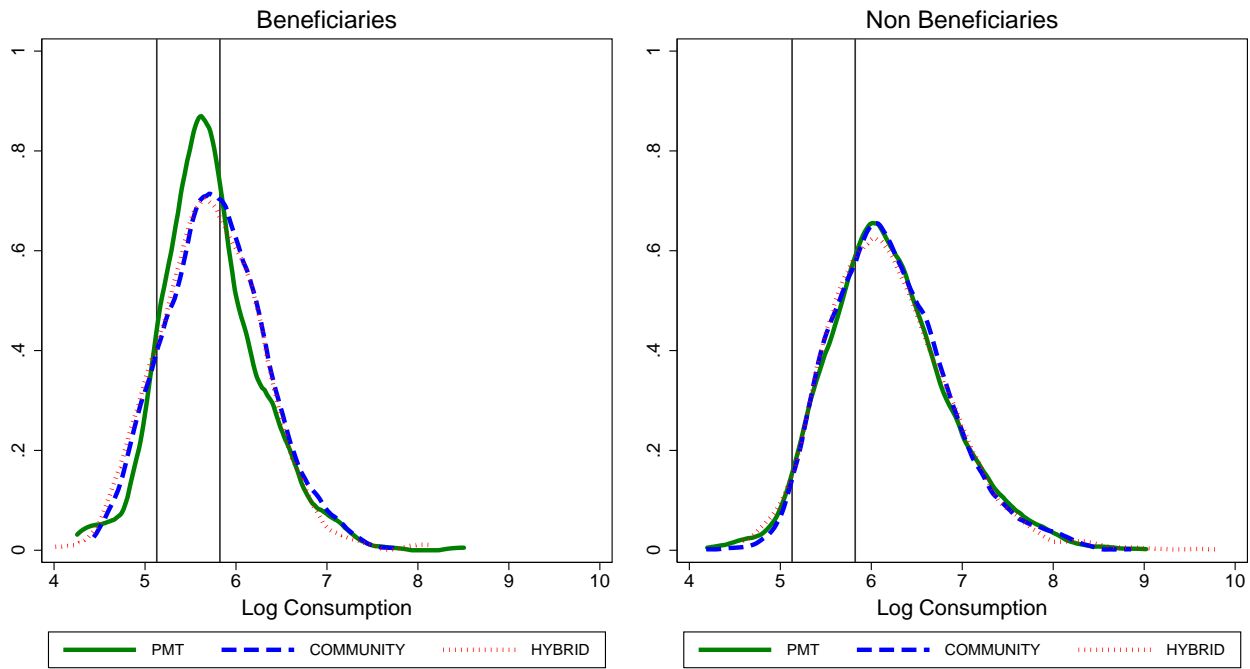 Beneficiaries
1
.8
.6
.4
.2
0
4 5 6 7 8 9 10
Log Consumption
PMT COMMUNITY HYBRID
Non Beneficiaries
1
.8
.6
.4
.2
0
4 5 6 7 8 9 10
Log Consumption
PMT COMMUNITY HYBRID